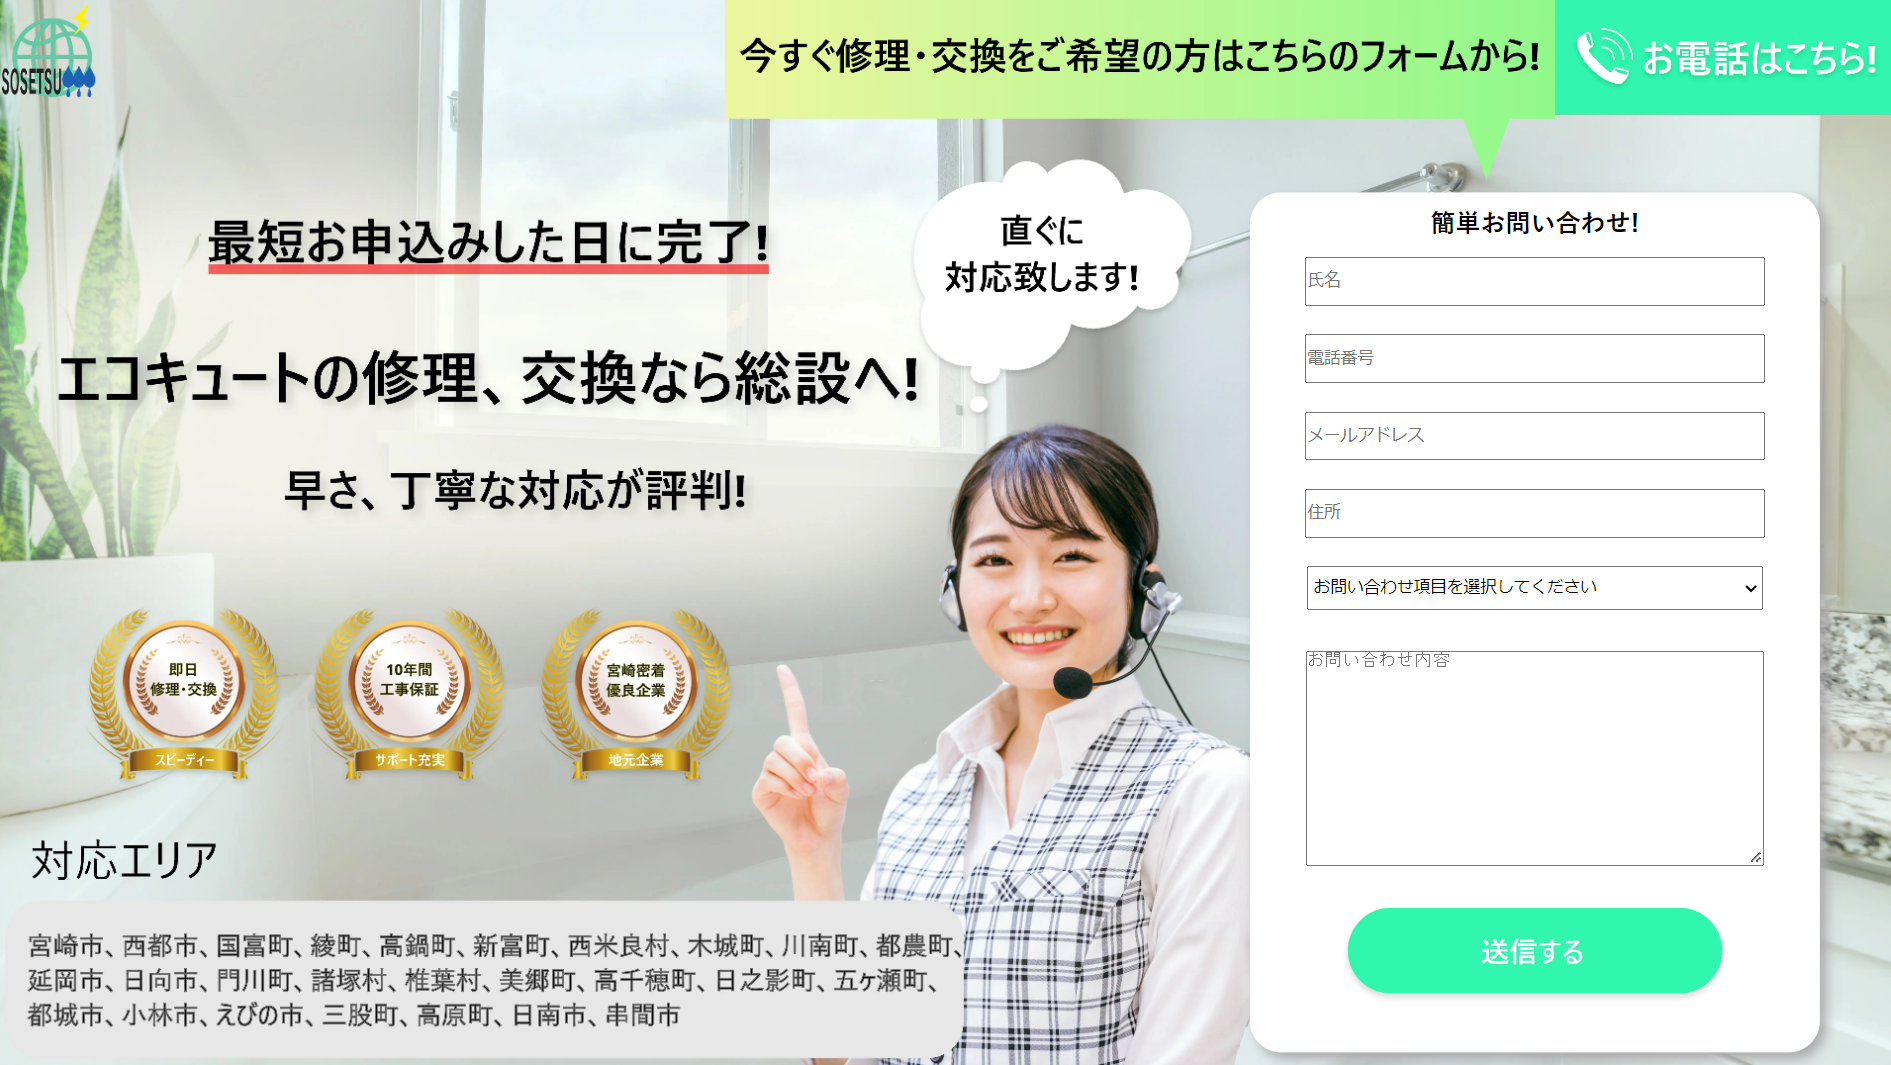 SOSETSU
今すぐ修理・交換をご希望の方はこちらのフォームから!
お電話はこちら!
最短お申込みした日に完了!
エコキュートの修理、交換なら総設へ!
早さ、丁寧な対応が評判!
直ぐに
対応致します!
即日
修理・交換
スピーディー
10年間
工事保証
サポート充実
宮崎密着
優良企業
地元企業
対応エリア
宮崎市、西都市、国富町、綾町、高鍋町、新富町、西米良村、木城町、川南町、都農町、
延岡市、日向市、門川町、諸塚村、椎葉村、美郷町、高千穂町、日之影町、五ヶ瀬町、
都城市、小林市、えびの市、三股町、高原町、日南市、串間市
簡単お問い合わせ!
氏名
電話番号
メールアドレス
住所
お問い合わせ項目を選択してください
お問い合わせ内容
送信する